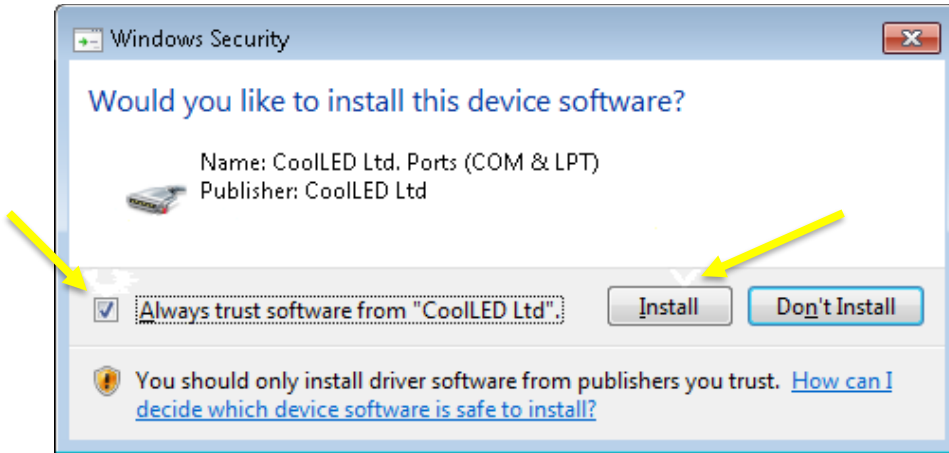 Windows Security
Would you like to install this device software?
Name: CoolLED Ltd. Ports (COM & LPT)
Publisher: CoolLED Ltd
Always trust software from "CoolLED Ltd".
Install
Don't Install
You should only install driver software from publishers you trust. How can I
decide which device software is safe to install?